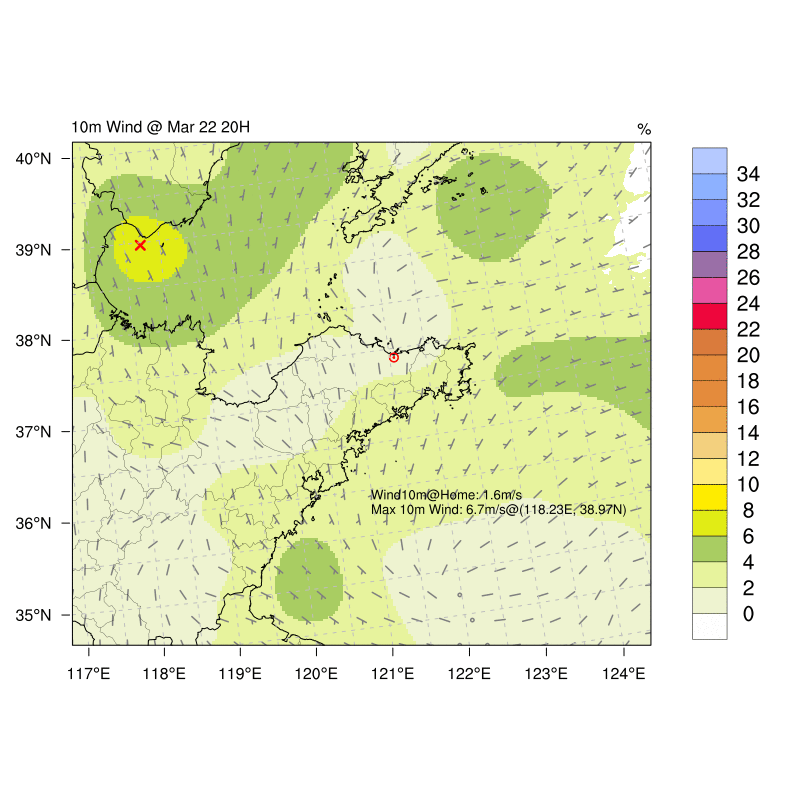 10m Wind @ Mar 22 20H
%
40°N
39°N
38°N
37°N
36°N
35°N
117°E 118°E 119°E 120°E 121°E 122°E 123°E 124°E
Wind10m@Home: 1.6m/s
Max 10m Wind: 6.7m/s@(118.23E, 38.97N)
34
32
30
28
26
24
22
20
18
16
14
12
10
8
6
4
2
0